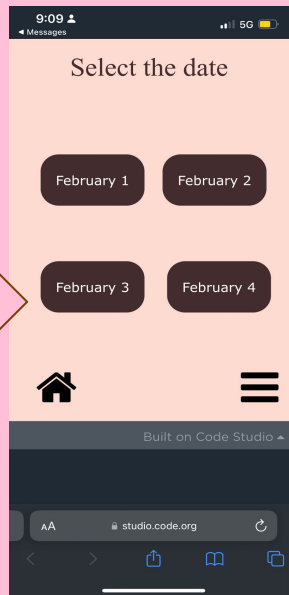 9:09
5G
Messages
Select the date
February 1
February 2
February 3
February 4
Built on Code Studio
AA
studio.code.org